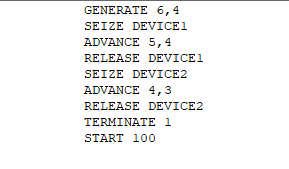 GENERATE 6,4
SEIZE DEVICE1
ADVANCE 5,4
RELEASE DEVICE1
SEIZE DEVICE2
ADVANCE 4,3
RELEASE DEVICE2
TERMINATE 1
START 100